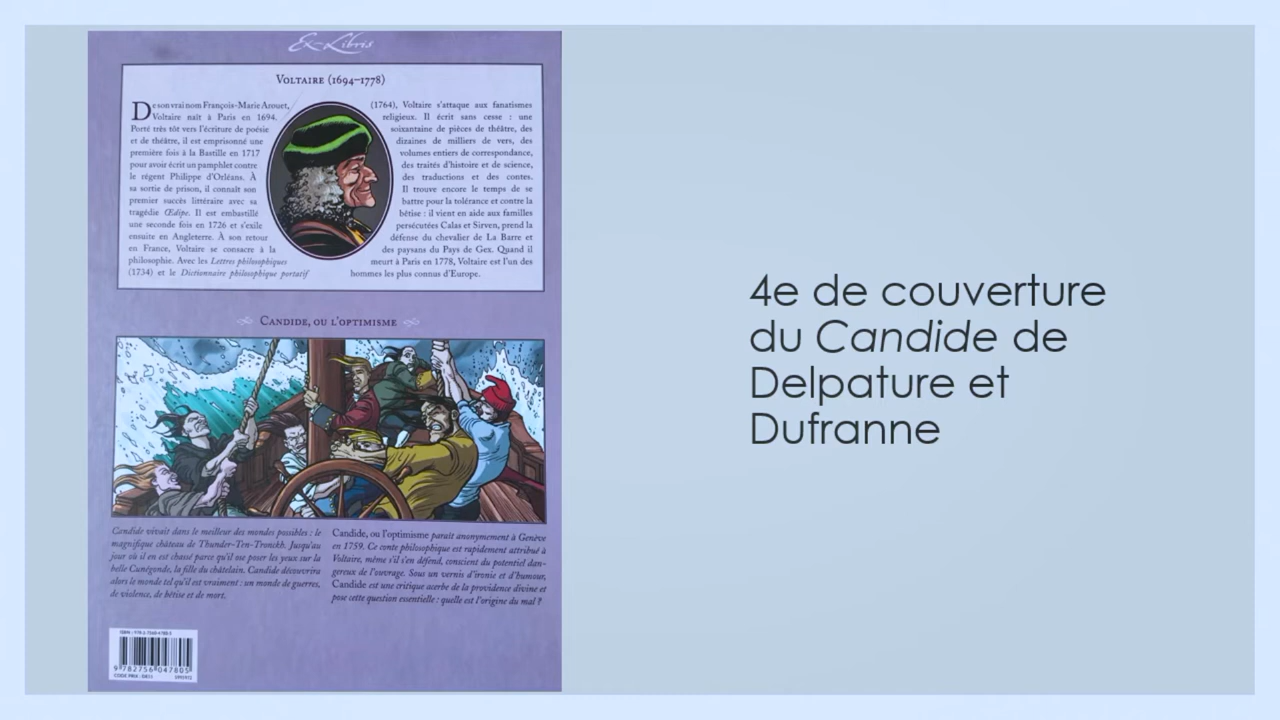 Ex-Libris
Voltaire (1694-1778)
De son vrai nom François-Marie Arouet,
Voltaire naît à Paris en 1694.
Porté très tôt vers l'écriture de poésie
et de théâtre, il est emprisonné une
première fois à la Bastille en 1717
pour avoir écrit un pamphlet contre
le régent Philippe d'Orléans. À
sa sortie de prison, il connaît son
premier succès littéraire avec sa
tragédie Œdipe. Il est embastillé
une seconde fois en 1726 et s'exile
ensuite en Angleterre. À son retour
en France, Voltaire se consacre à la
philosophie. Avec les Lettres philosophiques
(1734) et le Dictionnaire philosophique portatif
(1764), Voltaire s'attaque aux fanatismes
religieux. Il écrit sans cesse : une
soixantaine de pièces de théâtre, des
dizaines de milliers de vers, des
volumes entiers de correspondance,
des traités d'histoire et de science,
des traductions et des contes.
Il trouve encore le temps de se
battre pour la tolérance et contre la
bêtise : il vient en aide aux familles
persécutées Calas et Sirven, prend la
défense du chevalier de La Barre et
des paysans du Pays de Gex. Quand il
meurt à Paris en 1778, Voltaire est l'un des
hommes les plus connus d'Europe.
Candide, ou l'optimisme
Candide vivait dans le meilleur des mondes possibles : le
magnifique château de Thunder-Ten-Tronckh. Jusqu'au
jour où il en est chassé parce qu'il ose poser les yeux sur la
belle Cunégonde, la fille du châtelain. Candide découvrira
alors le monde tel qu'il est vraiment : un monde de guerres,
de violence, de bêtise et de mort.
Candide, ou l'optimisme paraît anonymement à Genève
en 1759. Ce conte philosophique est rapidement attribué à
Voltaire, même s'il s'en défend, conscient du potentiel dan-
gereux de l'ouvrage. Sous un vernis d'ironie et d'humour,
Candide est une critique acerbe de la providence divine et
pose cette question essentielle : quelle est l'origine du mal ?
9 782756 047805
4e de couverture
du Candide de
Delpature et
Dufranne